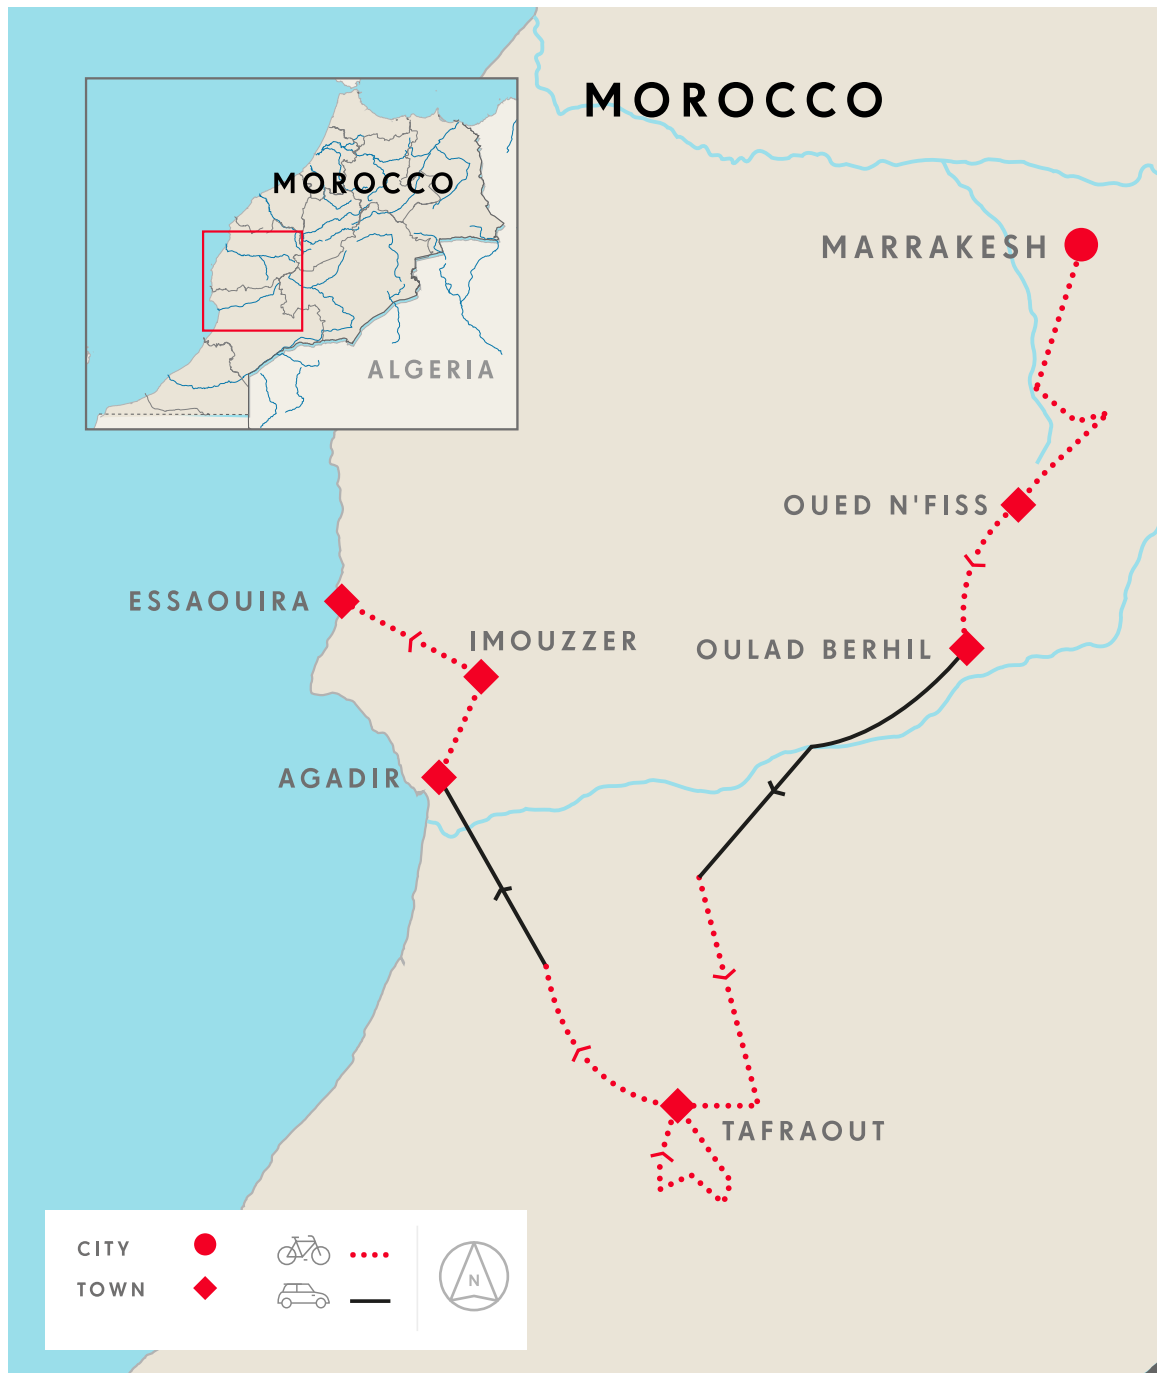 MOROCCO
MOROCCO
ALGERIA
MARRAKESH
OUED N'FISS
ESSAOUIRA
IMOUZZER
OULAD BERHIL
AGADIR
TAFRAOUT
CITY
TOWN
N